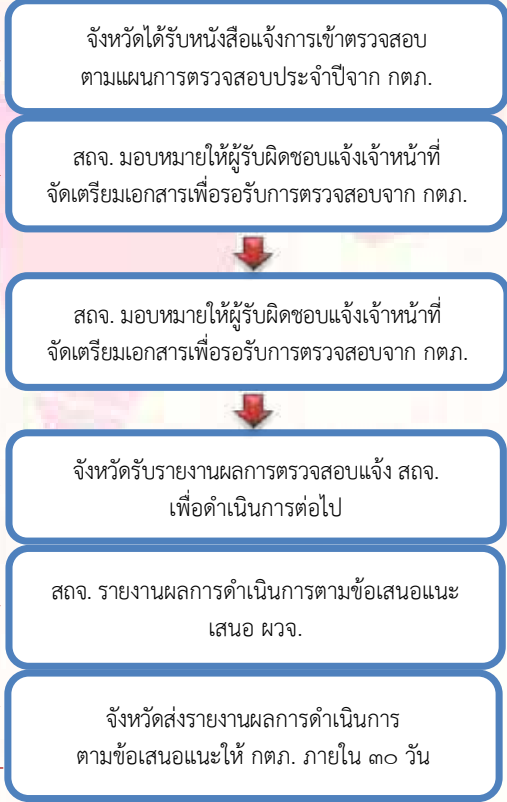 จังหวัดได้รับหนังสือแจ้งการเข้าตรวจสอบ
ตามแผนการตรวจสอบประจำปีจาก กตภ.
สถจ. มอบหมายให้ผู้รับผิดชอบแจ้งเจ้าหน้าที่
จัดเตรียมเอกสารเพื่อรอรับการตรวจสอบจาก กตภ.
สถจ. มอบหมายให้ผู้รับผิดชอบแจ้งเจ้าหน้าที่
จัดเตรียมเอกสารเพื่อรอรับการตรวจสอบจาก กตภ.
จังหวัดรับรายงานผลการตรวจสอบแจ้ง สถจ.
เพื่อดำเนินการต่อไป
สถจ. รายงานผลการดำเนินการตามข้อเสนอแนะ
เสนอ ผวจ.
จังหวัดส่งรายงานผลการดำเนินการ
ตามข้อเสนอแนะให้ กตภ. ภายใน ๓๐ วัน